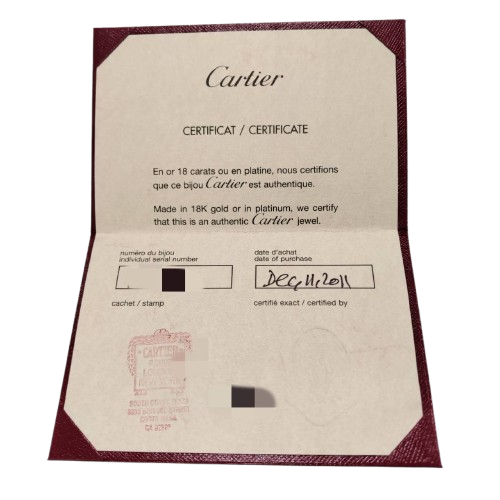 Cartier
CERTIFICAT / CERTIFICATE
En or 18 carats ou en platine, nous certifions
que ce bijou Cartier est authentique.
Made in 18K gold or in platinum, we certify
that this is an authentic Cartier jewel.
numéro du bijou
individual serial number
date d'achat
date of purchase
Dec, 11, 2011
cachet / stamp
certifié exact / certified by
CARTIER